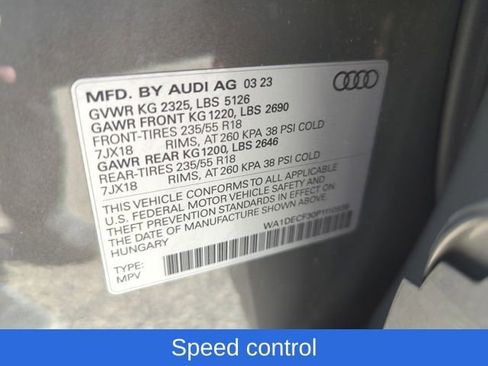 MFD. BY AUDI AG 03 23
GVWR KG 2325, LBS 5126
GAWR FRONT KG 1220, LBS 2690
FRONT-TIRES 235/55 R18
7JX18 RIMS, AT 260 KPA 38 PSI COLD
GAWR REAR KG1200, LBS 2646
REAR-TIRES 235/55 R18
7JX18 RIMS, AT 260 KPA 38 PSI COLD
THIS VEHICLE CONFORMS TO ALL APPLICABLE
U.S. FEDERAL MOTOR VEHICLE SAFETY AND
THEFT PREVENTION STANDARDS IN EFFECT ON
THE DATE OF MANUFACTURE SHOWN ABOVE.
HUNGARY
TYPE:
MPV
Speed control